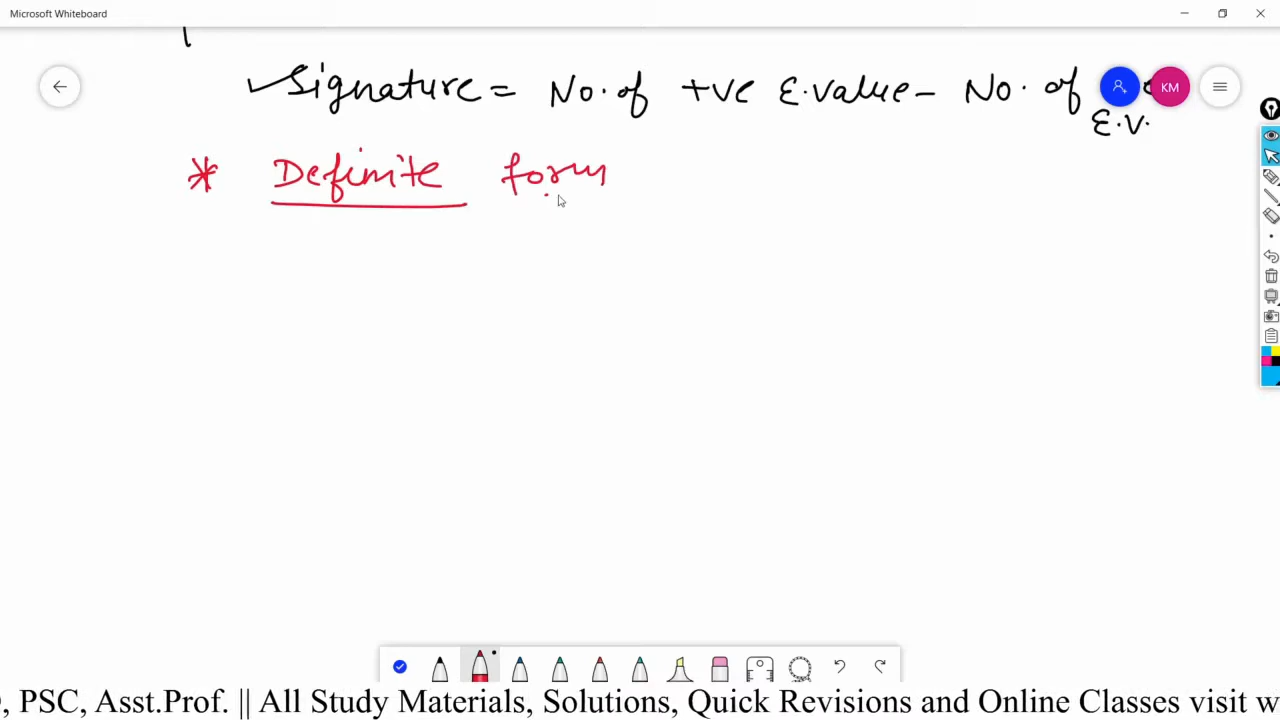 Microsoft Whiteboard
Signature = No. of +ve E.value - No. of
E.V.
KM
* Definite form
, PSC, Asst.Prof. || All Study Materials, Solutions, Quick Revisions and Online Classes visit w